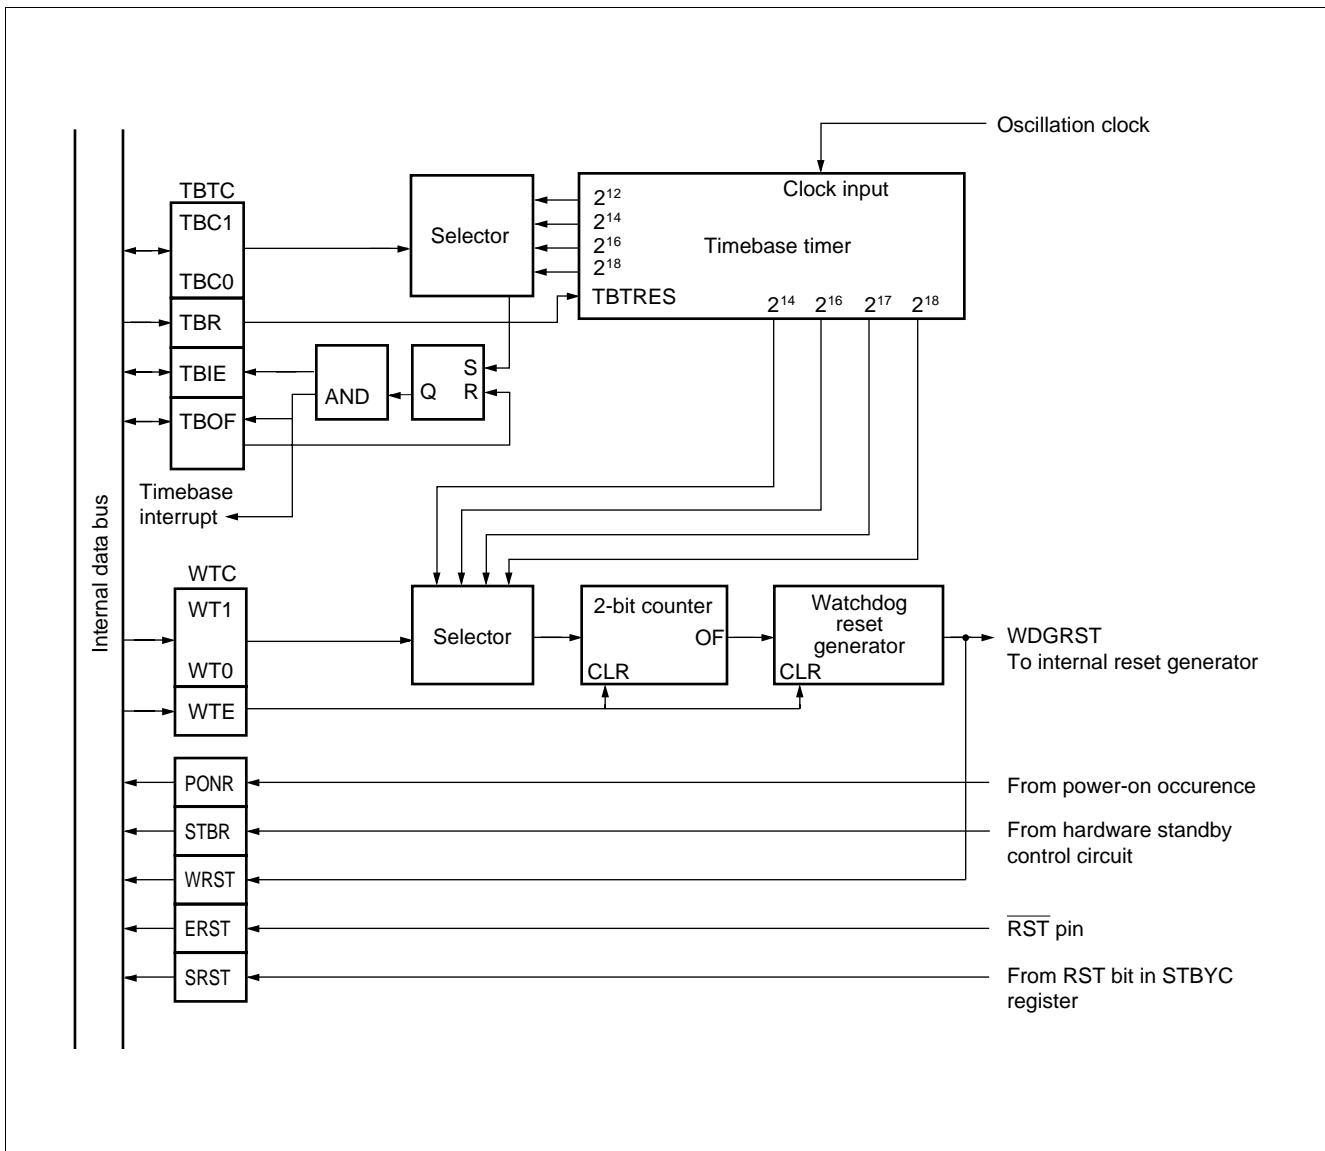 Oscillation clock
TBTC
TBC1
TBC0
TBR
TBIE
TBOF
Selector
2¹²
2¹⁴
2¹⁶
2¹⁸
TBTRES
Clock input
Timebase timer
2¹⁴ 2¹⁶ 2¹⁷ 2¹⁸
AND
Q
S
R
Timebase
interrupt
Internal data bus
WTC
WT1
WT0
WTE
Selector
2-bit counter
OF
CLR
Watchdog
reset
generator
CLR
WDGRST
To internal reset generator
PONR
From power-on occurence
STBR
From hardware standby
control circuit
WRST
ERST
R̅S̅T̅ pin
SRST
From RST bit in STBYC
register